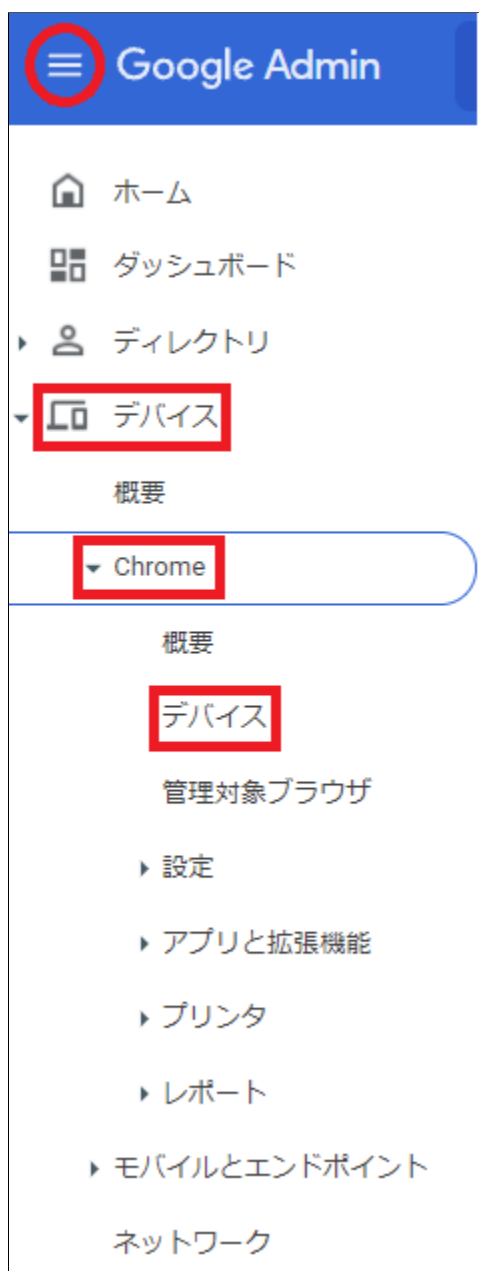 Google Admin
ホーム
ダッシュボード
ディレクトリ
デバイス
概要
Chrome
概要
デバイス
管理対象ブラウザ
設定
アプリと拡張機能
プリンタ
レポート
モバイルとエンドポイント
ネットワーク